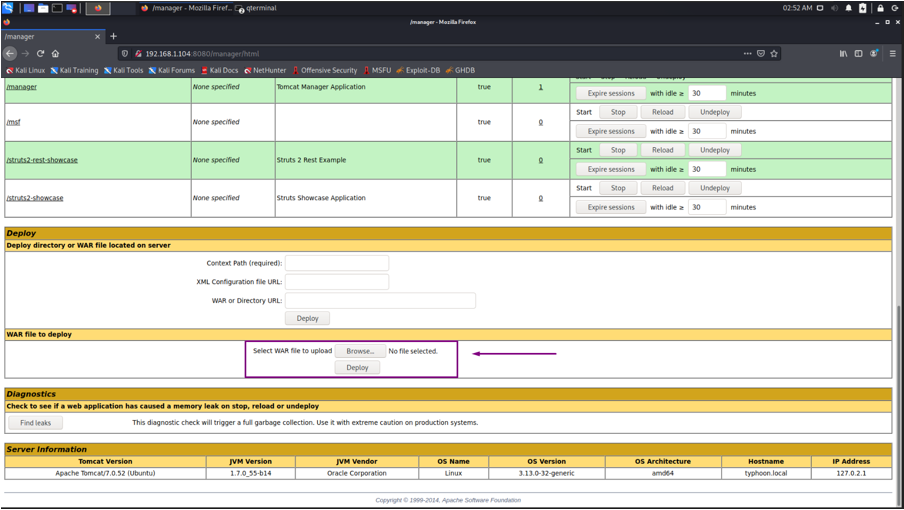 /manager - Mozilla Firef...
qterminal
02:52 AM
/manager - Mozilla Firefox
/manager
192.168.1.104:8080/manager/html
Kali Linux Kali Training Kali Tools Kali Forums Kali Docs NetHunter Offensive Security MSFU Exploit-DB GHDB
/manager None specified Tomcat Manager Application true 1
Expire sessions with idle ≥ 30 minutes
/msf None specified true 0
Start Stop Reload Undeploy
Expire sessions with idle ≥ 30 minutes
/struts2-rest-showcase None specified Struts 2 Rest Example true 0
Start Stop Reload Undeploy
Expire sessions with idle ≥ 30 minutes
/struts2-showcase None specified Struts Showcase Application true 0
Start Stop Reload Undeploy
Expire sessions with idle ≥ 30 minutes
Deploy
Deploy directory or WAR file located on server
Context Path (required):
XML Configuration file URL:
WAR or Directory URL:
Deploy
WAR file to deploy
Select WAR file to upload Browse... No file selected.
Deploy
Diagnostics
Check to see if a web application has caused a memory leak on stop, reload or undeploy
Find leaks This diagnostic check will trigger a full garbage collection. Use it with extreme caution on production systems.
Server Information
Tomcat Version JVM Version JVM Vendor OS Name OS Version OS Architecture Hostname IP Address
Apache Tomcat/7.0.52 (Ubuntu) 1.7.0_55-b14 Oracle Corporation Linux 3.13.0-32-generic amd64 typhoon.local 127.0.2.1
Copyright © 1999-2014, Apache Software Foundation